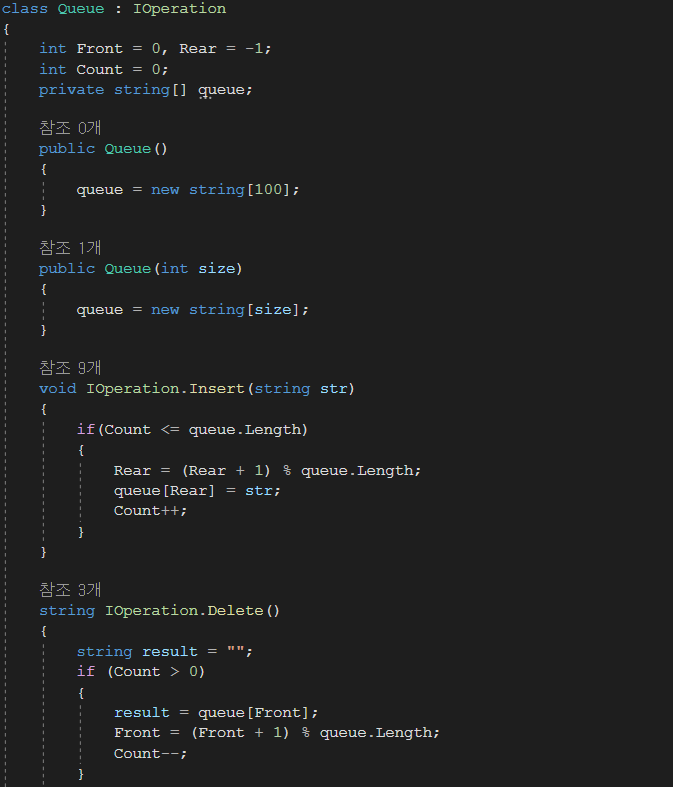 class Queue : IOperation
{
int Front = 0, Rear = -1;
int Count = 0;
private string[] queue;
참조 0개
public Queue()
{
queue = new string[100];
}
참조 1개
public Queue(int size)
{
queue = new string[size];
}
참조 9개
void IOperation.Insert(string str)
{
if(Count <= queue.Length)
{
Rear = (Rear + 1) % queue.Length;
queue[Rear] = str;
Count++;
}
}
참조 3개
string IOperation.Delete()
{
string result = "";
if (Count > 0)
{
result = queue[Front];
Front = (Front + 1) % queue.Length;
Count--;
}